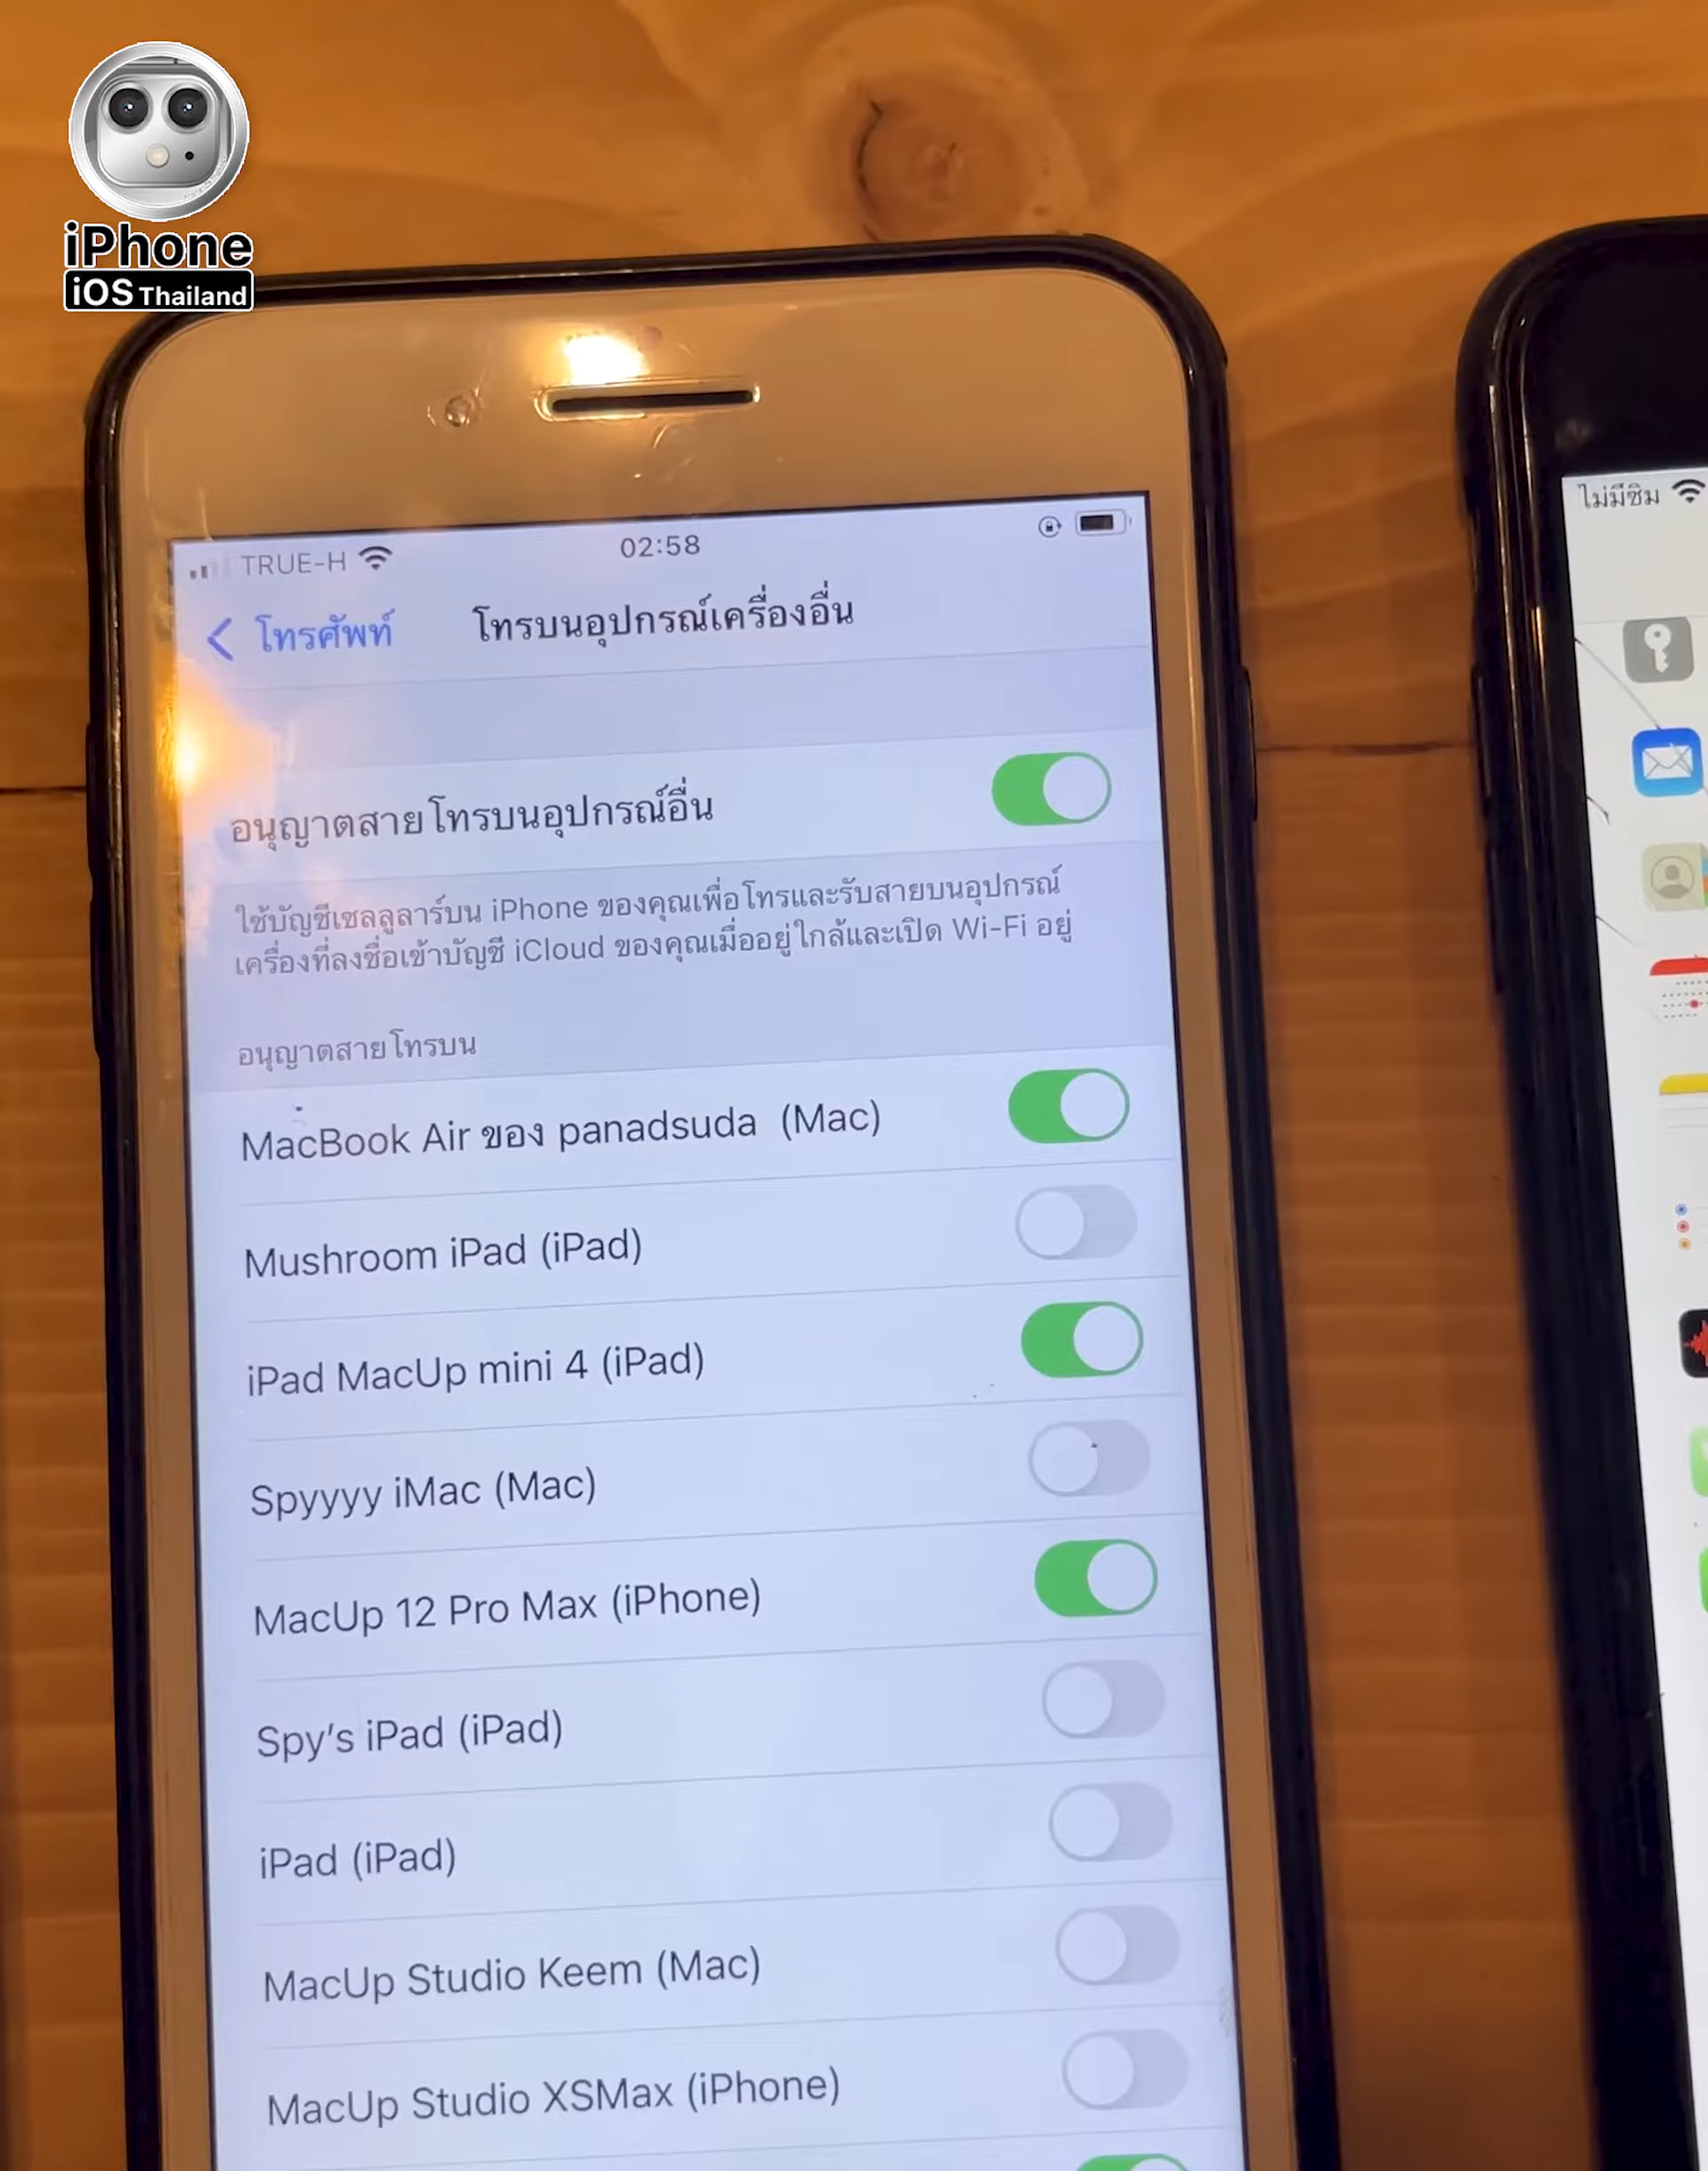 iPhone
iOS Thailand
TRUE-H
02:58
โทรศัพท์
โทรบนอุปกรณ์เครื่องอื่น
อนุญาตสายโทรบนอุปกรณ์อื่น
ใช้บัญชีเซลลูลาร์บน iPhone ของคุณเพื่อโทรและรับสายบนอุปกรณ์
เครื่องที่ลงชื่อเข้าบัญชี iCloud ของคุณเมื่ออยู่ใกล้และเปิด Wi-Fi อยู่
อนุญาตสายโทรบน
MacBook Air ของ panadsuda (Mac)
Mushroom iPad (iPad)
iPad MacUp mini 4 (iPad)
Spyyyy iMac (Mac)
MacUp 12 Pro Max (iPhone)
Spy’s iPad (iPad)
iPad (iPad)
MacUp Studio Keem (Mac)
MacUp Studio XSMax (iPhone)
ไม่มีซิม